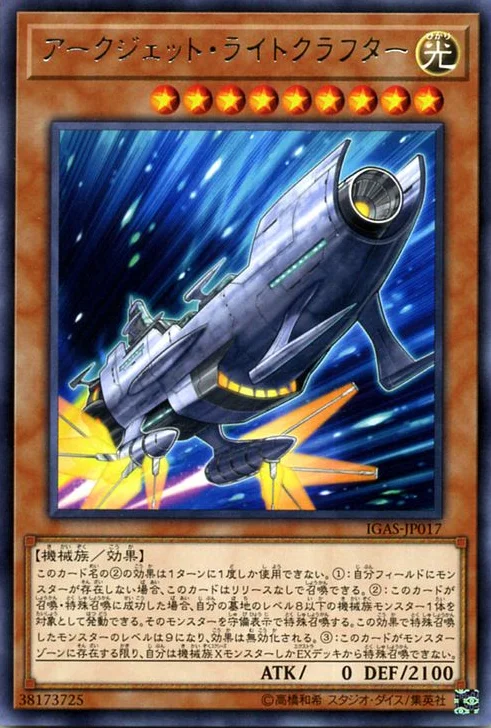 アークジェット・ライトクラフター
光
IGAS-JP017
【機械族/効果】
このカード名の②の効果は1ターンに1度しか使用できない。①:自分フィールドにモン
スターが存在しない場合、このカードはリリースなしで召喚できる。②:このカードが
召喚・特殊召喚に成功した場合、自分の墓地のレベル8以下の機械族モンスター1体を
対象として発動できる。そのモンスターを守備表示で特殊召喚する。この効果で特殊召喚
したモンスターのレベルは9になり、効果は無効化される。③:このカードがモンスター
ゾーンに存在する限り、自分は機械族XモンスターしかEXデッキから特殊召喚できない。
ATK/ 0 DEF/2100
38173725
©高橋和希 スタジオ・ダイス/集英社